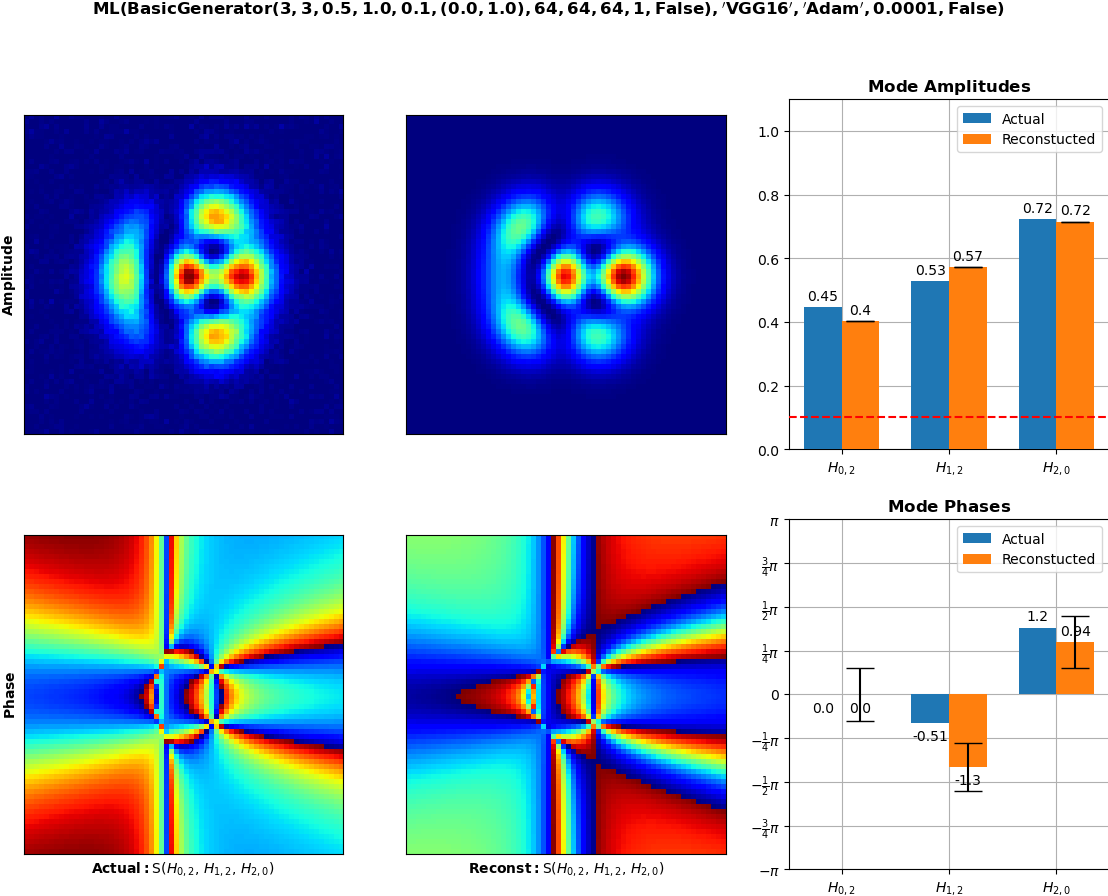 ML(BasicGenerator(3, 3, 0.5, 1.0, 0.1, (0.0, 1.0), 64, 64, 64, 1, False), ′VGG16′, ′Adam′, 0.0001, False)
Amplitude
Mode Amplitudes
Actual
Reconstucted
1.0
0.8
0.6
0.4
0.2
0.0
0.45
0.4
0.53
0.57
0.72
0.72
H0, 2
H1, 2
H2, 0
Phase
Actual: S(H0, 2, H1, 2, H2, 0)
Reconst: S(H0, 2, H1, 2, H2, 0)
Mode Phases
Actual
Reconstucted
π
3/4π
1/2π
1/4π
0
−1/4π
−1/2π
−3/4π
−π
0.0
0.0
-0.51
-1.3
1.2
0.94
H0, 2
H1, 2
H2, 0